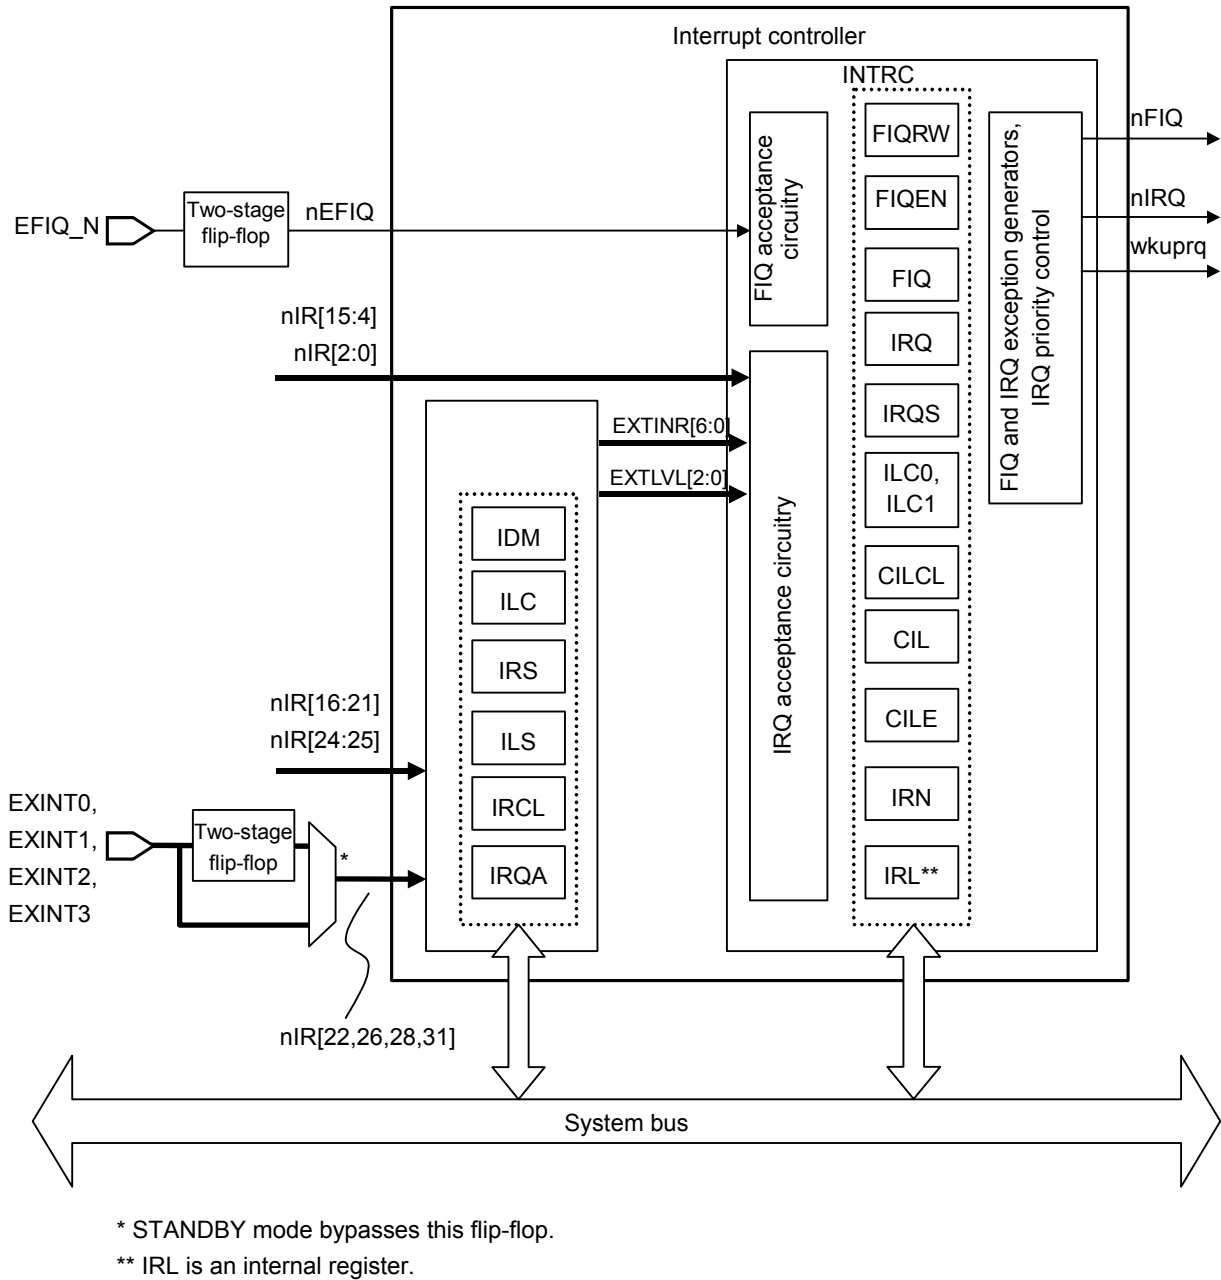 Interrupt controller
INTRC
FIQRW
FIQEN
FIQ
IRQ
IRQS
ILC0,
ILC1
CILCL
CIL
CILE
IRN
IRL**
FIQ acceptance
circuitry
IRQ acceptance circuitry
FIQ and IRQ exception generators,
IRQ priority control
nFIQ
nIRQ
wkuprq
EFIQ_N
Two-stage
flip-flop
nEFIQ
nIR[15:4]
nIR[2:0]
EXTINR[6:0]
EXTLVL[2:0]
IDM
ILC
IRS
ILS
IRCL
IRQA
nIR[16:21]
nIR[24:25]
EXINT0,
EXINT1,
EXINT2,
EXINT3
Two-stage
flip-flop
*
nIR[22,26,28,31]
System bus
* STANDBY mode bypasses this flip-flop.
** IRL is an internal register.